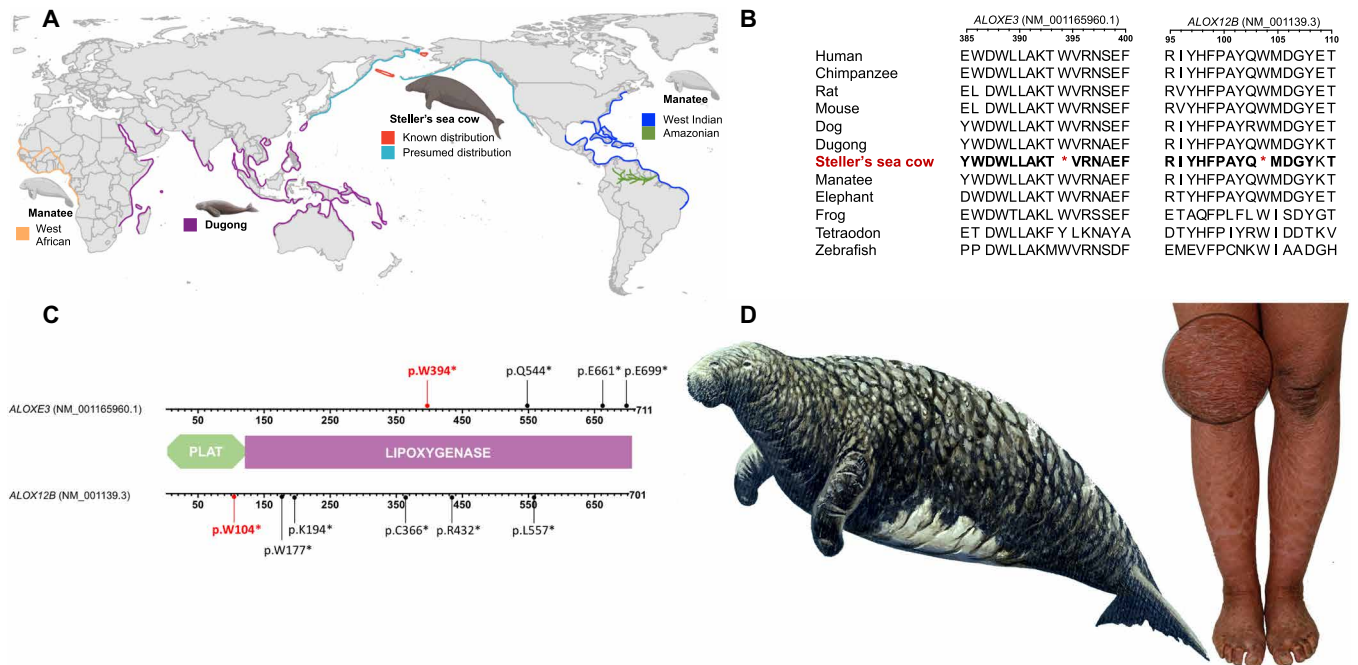 A
Manatee
West Indian
Amazonian
Steller's sea cow
Known distribution
Presumed distribution
Manatee
West
African
Dugong
B
ALOXE3 (NM_001165960.1)
ALOX12B (NM_001139.3)
385 390 395 400
95 100 105 110
Human EWDWLLAKTWVRNSEF RIYHFPAYQWMDGYET
Chimpanzee EWDWLLAKTWVRNSEF RIYHFPAYQWMDGYET
Rat ELDWLLAKTWVRNSEF RVYHFPAYQWMDGYET
Mouse ELDWLLAKTWVRNSEF RVYHFPAYQWMDGYET
Dog YWDWLLAKTWVRNSEF RIYHFPAYRWMDGYET
Dugong YWDWLLAKTWVRNSEF RIYHFPAYQWMDGYKT
Steller's sea cow YWDWLLAKT*VRNAEF RIYHFPAYQ*MDGYKT
Manatee YWDWLLAKTWVRNAEF RIYHFPAYQWMDGYKT
Elephant DWDWLLAKTWVRNAEF RTYHFPAYQWMDGYKT
Frog EWDWTLAKLWVRSSEF ETAQFPLFLWISDYGT
Tetraodon ETDWLLAKFYLKNAYA DTYHFPIYRWIDDTKV
Zebrafish PPDWLLAKMWVRNSDF EMEVFPCNKWIAADGH
C
p.W394* p.Q544* p.E661* p.E699*
ALOXE3 (NM_001165960.1) 50 150 250 350 450 550 650 711
PLAT LIPOXYGENASE
ALOX12B (NM_001139.3) 50 150 250 350 450 550 650 701
p.W104* p.K194* p.C366* p.R432* p.L557*
p.W177*
D